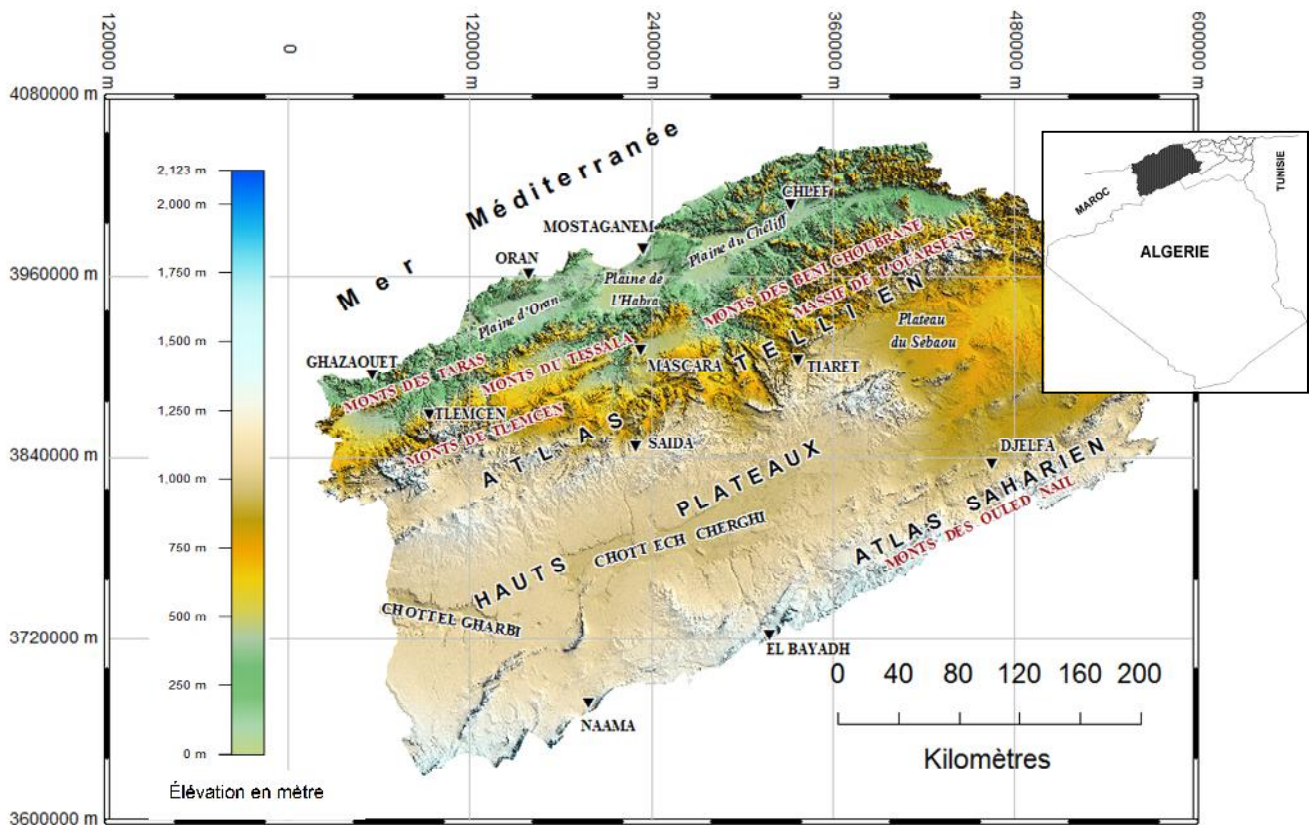 120000 m
0
120000 m
240000 m
360000 m
480000 m
600000 m
4080000 m
3960000 m
3840000 m
3720000 m
3600000 m
2,123 m
2,000 m
1,750 m
1,500 m
1,250 m
1,000 m
750 m
500 m
250 m
0 m
Élévation en mètre
Mer Méditerranée
CHLEF
MOSTAGANEM
ORAN
Plaine du Chéliff
Plaine de
l'Habra
Plaine d'Oran
MONTS DES BENI CHOUBRANE
MASSIF DE L'OUARSENIS
GHAZAOUET
MONTS DES TARAS
MONTS DU TESSALA
MASCARA
TIARET
Plateau
du Sebaou
TLEMCEN
MONTS DE TLEMCEN
ATLAS TELLIEN
SAIDA
DJELFA
HAUTS PLATEAUX
ATLAS SAHARIEN
MONTS DES OULED NAIL
CHOTT ECH CHERGHI
CHOTTEL GHARBI
EL BAYADH
NAAMA
MAROC
TUNISIE
ALGERIE
0 40 80 120 160 200
Kilomètres